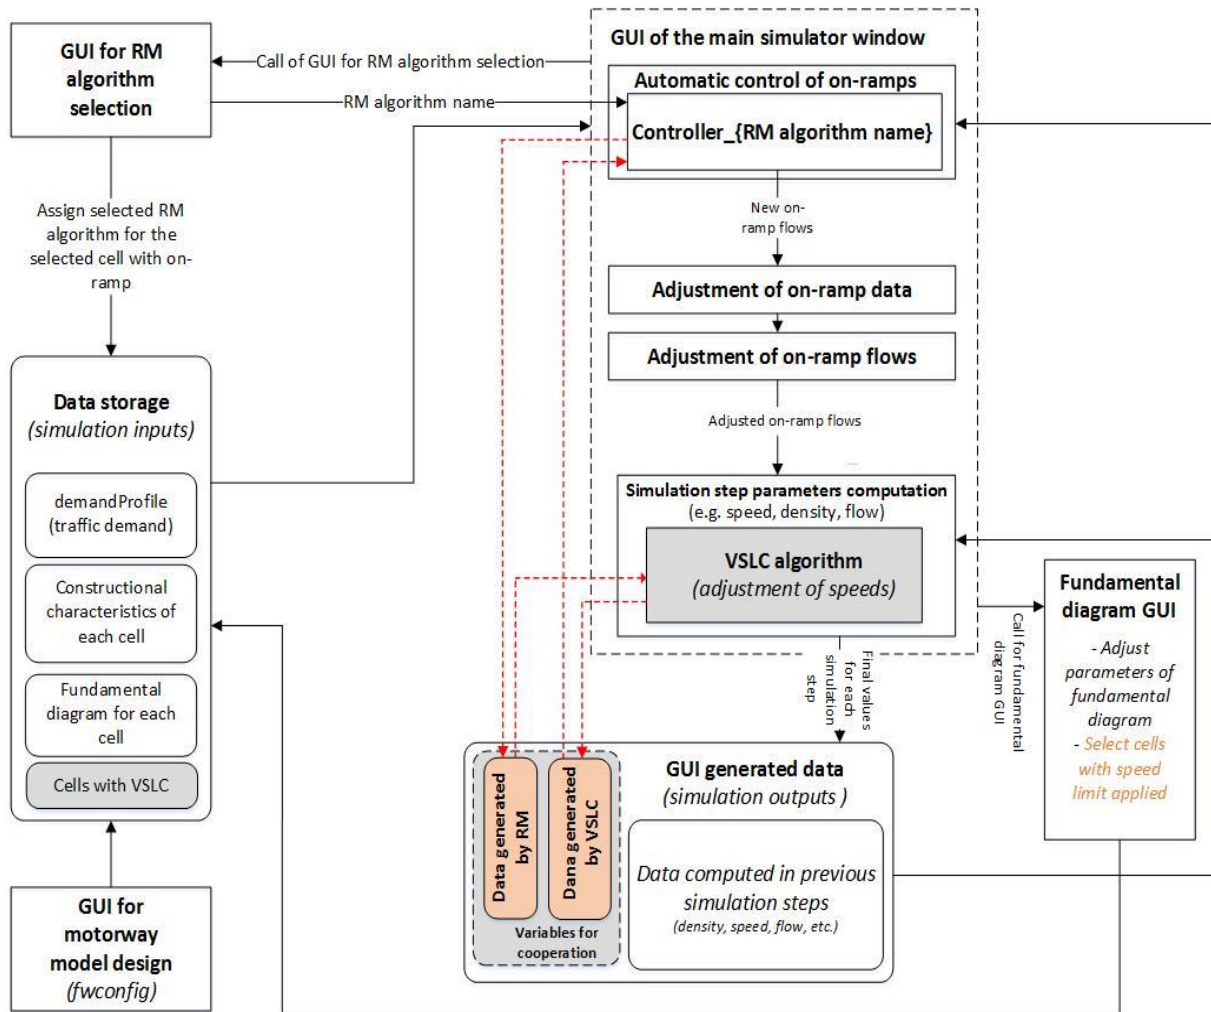 GUI for RM
algorithm
selection
Call of GUI for RM algorithm selection
RM algorithm name
GUI of the main simulator window
Automatic control of on-ramps
Controller_{RM algorithm name}
Assign selected RM
algorithm for the
selected cell with on-
ramp
New on-
ramp flows
Adjustment of on-ramp data
Adjustment of on-ramp flows
Adjusted on-ramp flows
Data storage
(simulation inputs)
demandProfile
(traffic demand)
Constructional
characteristics of
each cell
Fundamental
diagram for each
cell
Cells with VSLC
GUI for
motorway
model design
(fwconfig)
Simulation step parameters computation
(e.g. speed, density, flow)
VSLC algorithm
(adjustment of speeds)
Final values
for each
simulation
step
Call for fundamental
diagram GUI
Fundamental
diagram GUI
- Adjust
parameters of
fundamental
diagram
- Select cells
with speed
limit applied
GUI generated data
(simulation outputs )
Data generated
by RM
Dana generated
by VSLC
Variables for
cooperation
Data computed in previous
simulation steps
(density, speed, flow, etc.)